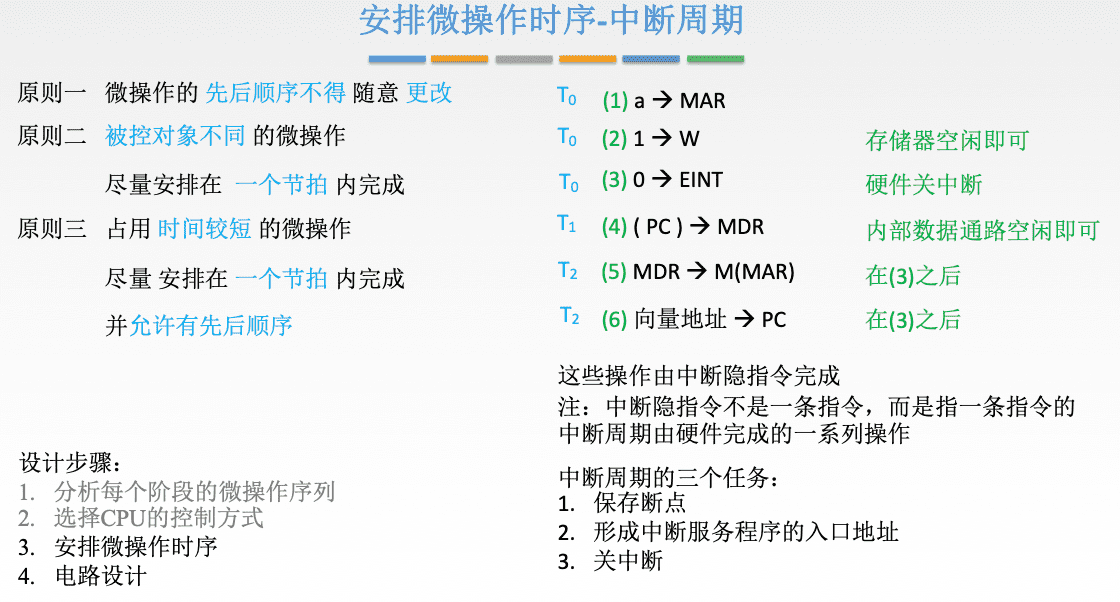 安排微操作时序-中断周期
原则一 微操作的 先后顺序不得 随意 更改
原则二 被控对象不同 的微操作
尽量安排在 一个节拍 内完成
原则三 占用 时间较短 的微操作
尽量 安排在 一个节拍 内完成
并允许有先后顺序
设计步骤：
1. 分析每个阶段的微操作序列
2. 选择CPU的控制方式
3. 安排微操作时序
4. 电路设计
T0 (1) a → MAR
T0 (2) 1 → W 存储器空闲即可
T0 (3) 0 → EINT 硬件关中断
T1 (4) ( PC ) → MDR 内部数据通路空闲即可
T2 (5) MDR → M(MAR) 在(3)之后
T2 (6) 向量地址 → PC 在(3)之后
这些操作由中断隐指令完成
注：中断隐指令不是一条指令，而是指一条指令的
中断周期由硬件完成的一系列操作
中断周期的三个任务：
1. 保存断点
2. 形成中断服务程序的入口地址
3. 关中断